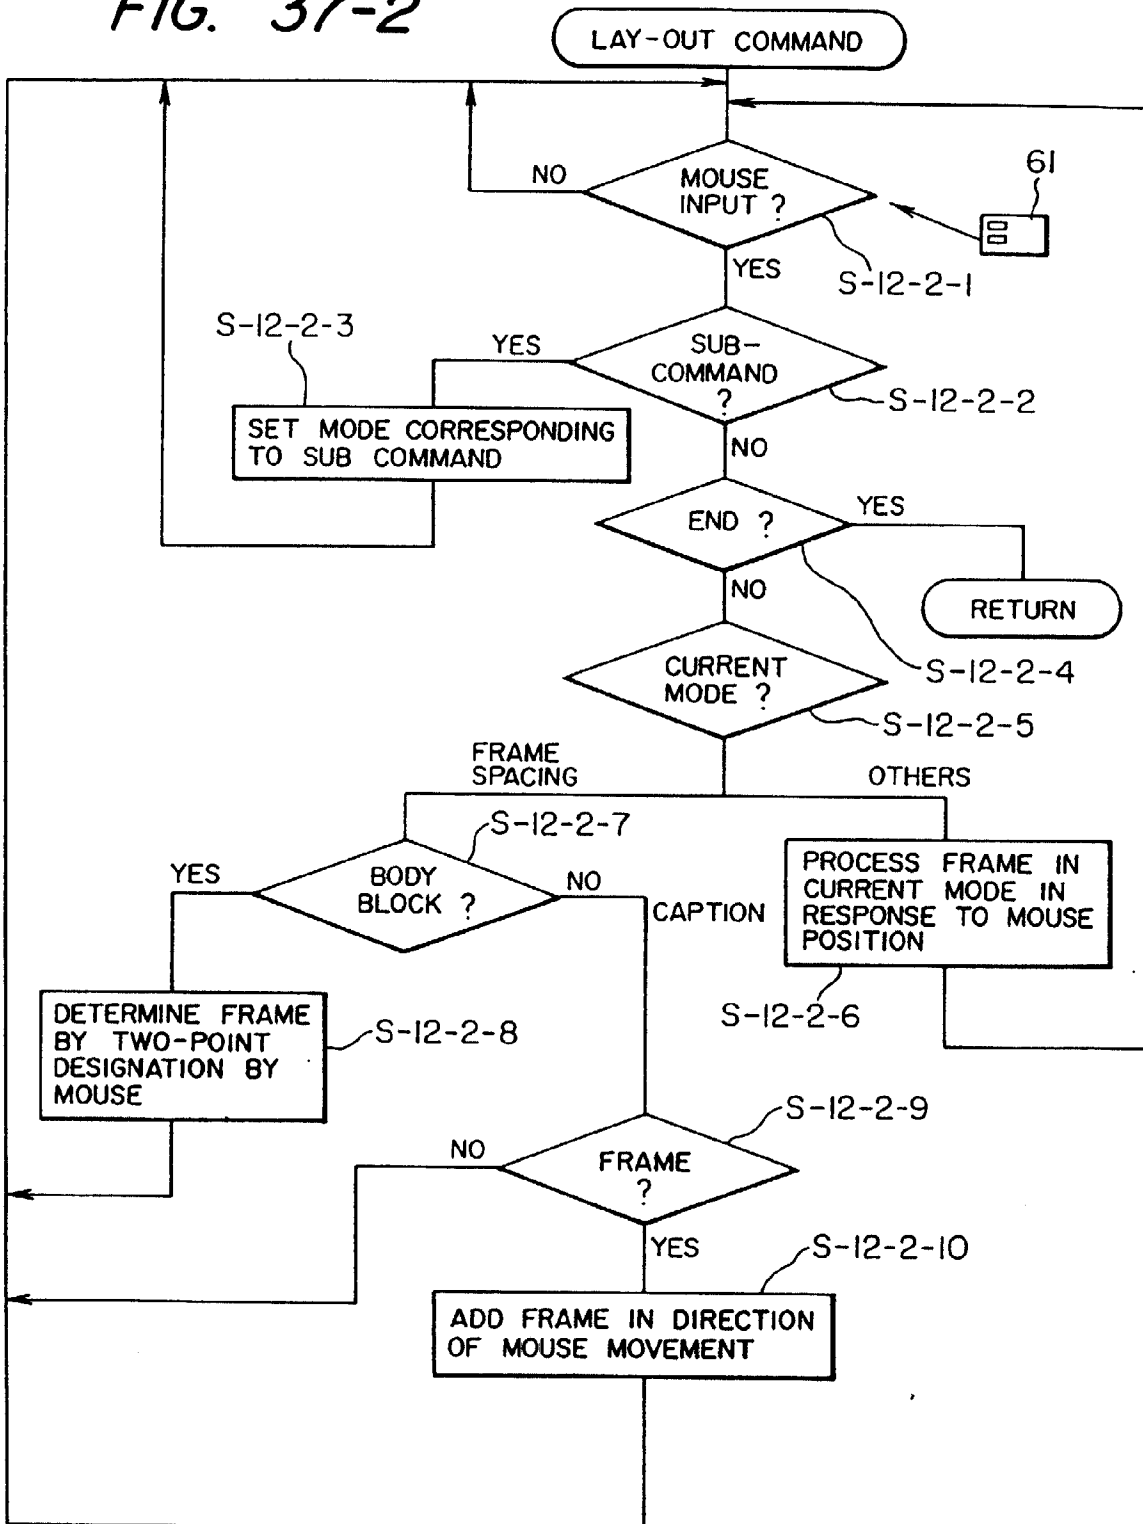 FIG. 37-2
LAY-OUT COMMAND
NO
MOUSE
INPUT ?
61
YES
S-12-2-1
S-12-2-3
YES
SUB-
COMMAND
?
S-12-2-2
SET MODE CORRESPONDING
TO SUB COMMAND
NO
END ?
YES
NO
RETURN
CURRENT
MODE ?
S-12-2-4
S-12-2-5
FRAME
SPACING
OTHERS
S-12-2-7
YES
BODY
BLOCK ?
NO
CAPTION
PROCESS FRAME IN
CURRENT MODE IN
RESPONSE TO MOUSE
POSITION
S-12-2-6
DETERMINE FRAME
BY TWO-POINT
DESIGNATION BY
MOUSE
S-12-2-8
S-12-2-9
NO
FRAME
?
YES
S-12-2-10
ADD FRAME IN DIRECTION
OF MOUSE MOVEMENT